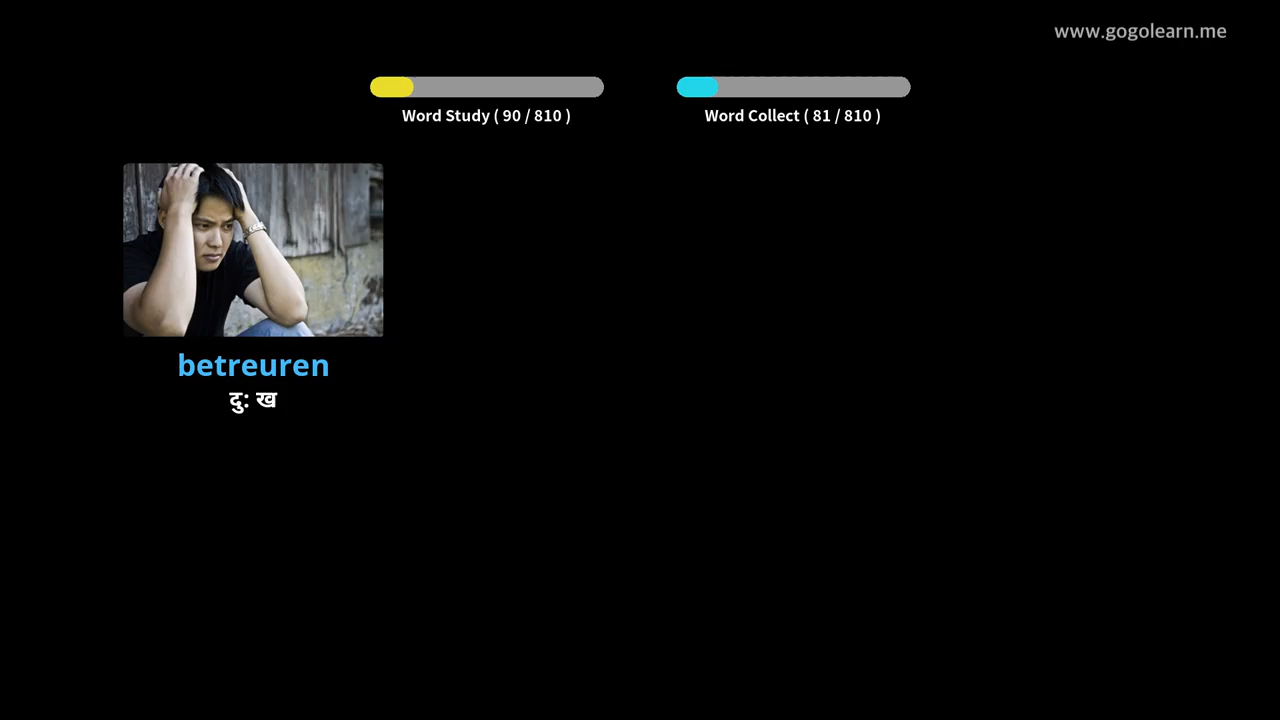 www.gogolearn.me
Word Study ( 90 / 810 )
Word Collect ( 81 / 810 )
betreuren
दु: ख